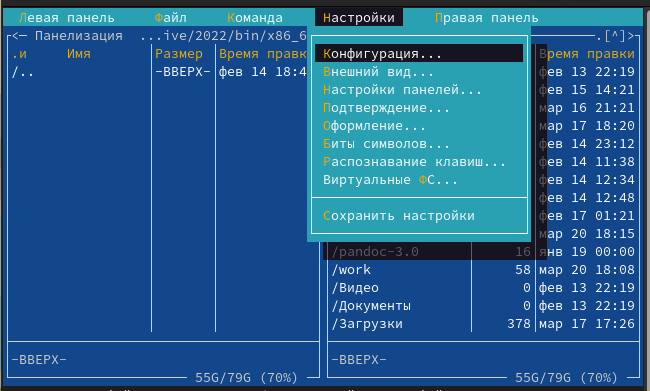 Левая панель Файл Команда Настройки Правая панель
<─ Панелизация ...ive/2022/bin/x86_6 .[^]>
.и Имя Размер Время правк Время правки
/.. -ВВЕРХ- фев 14 18:4
Конфигурация... фев 13 22:19
Внешний вид... фев 15 14:21
Настройки панелей... мар 16 21:21
Подтверждение... мар 17 18:20
Оформление... фев 14 23:12
Биты символов... фев 14 11:38
Распознавание клавиш... фев 14 12:34
Виртуальные ФС... фев 14 12:48
фев 17 01:21
Сохранить настройки
мар 20 18:15
/pandoc-3.0 16 янв 19 00:00
/work 58 мар 20 18:08
/Видео 0 фев 13 22:19
/Документы 0 фев 13 22:19
/Загрузки 378 мар 17 17:26
-ВВЕРХ- -ВВЕРХ-
55G/79G (70%) 55G/79G (70%)